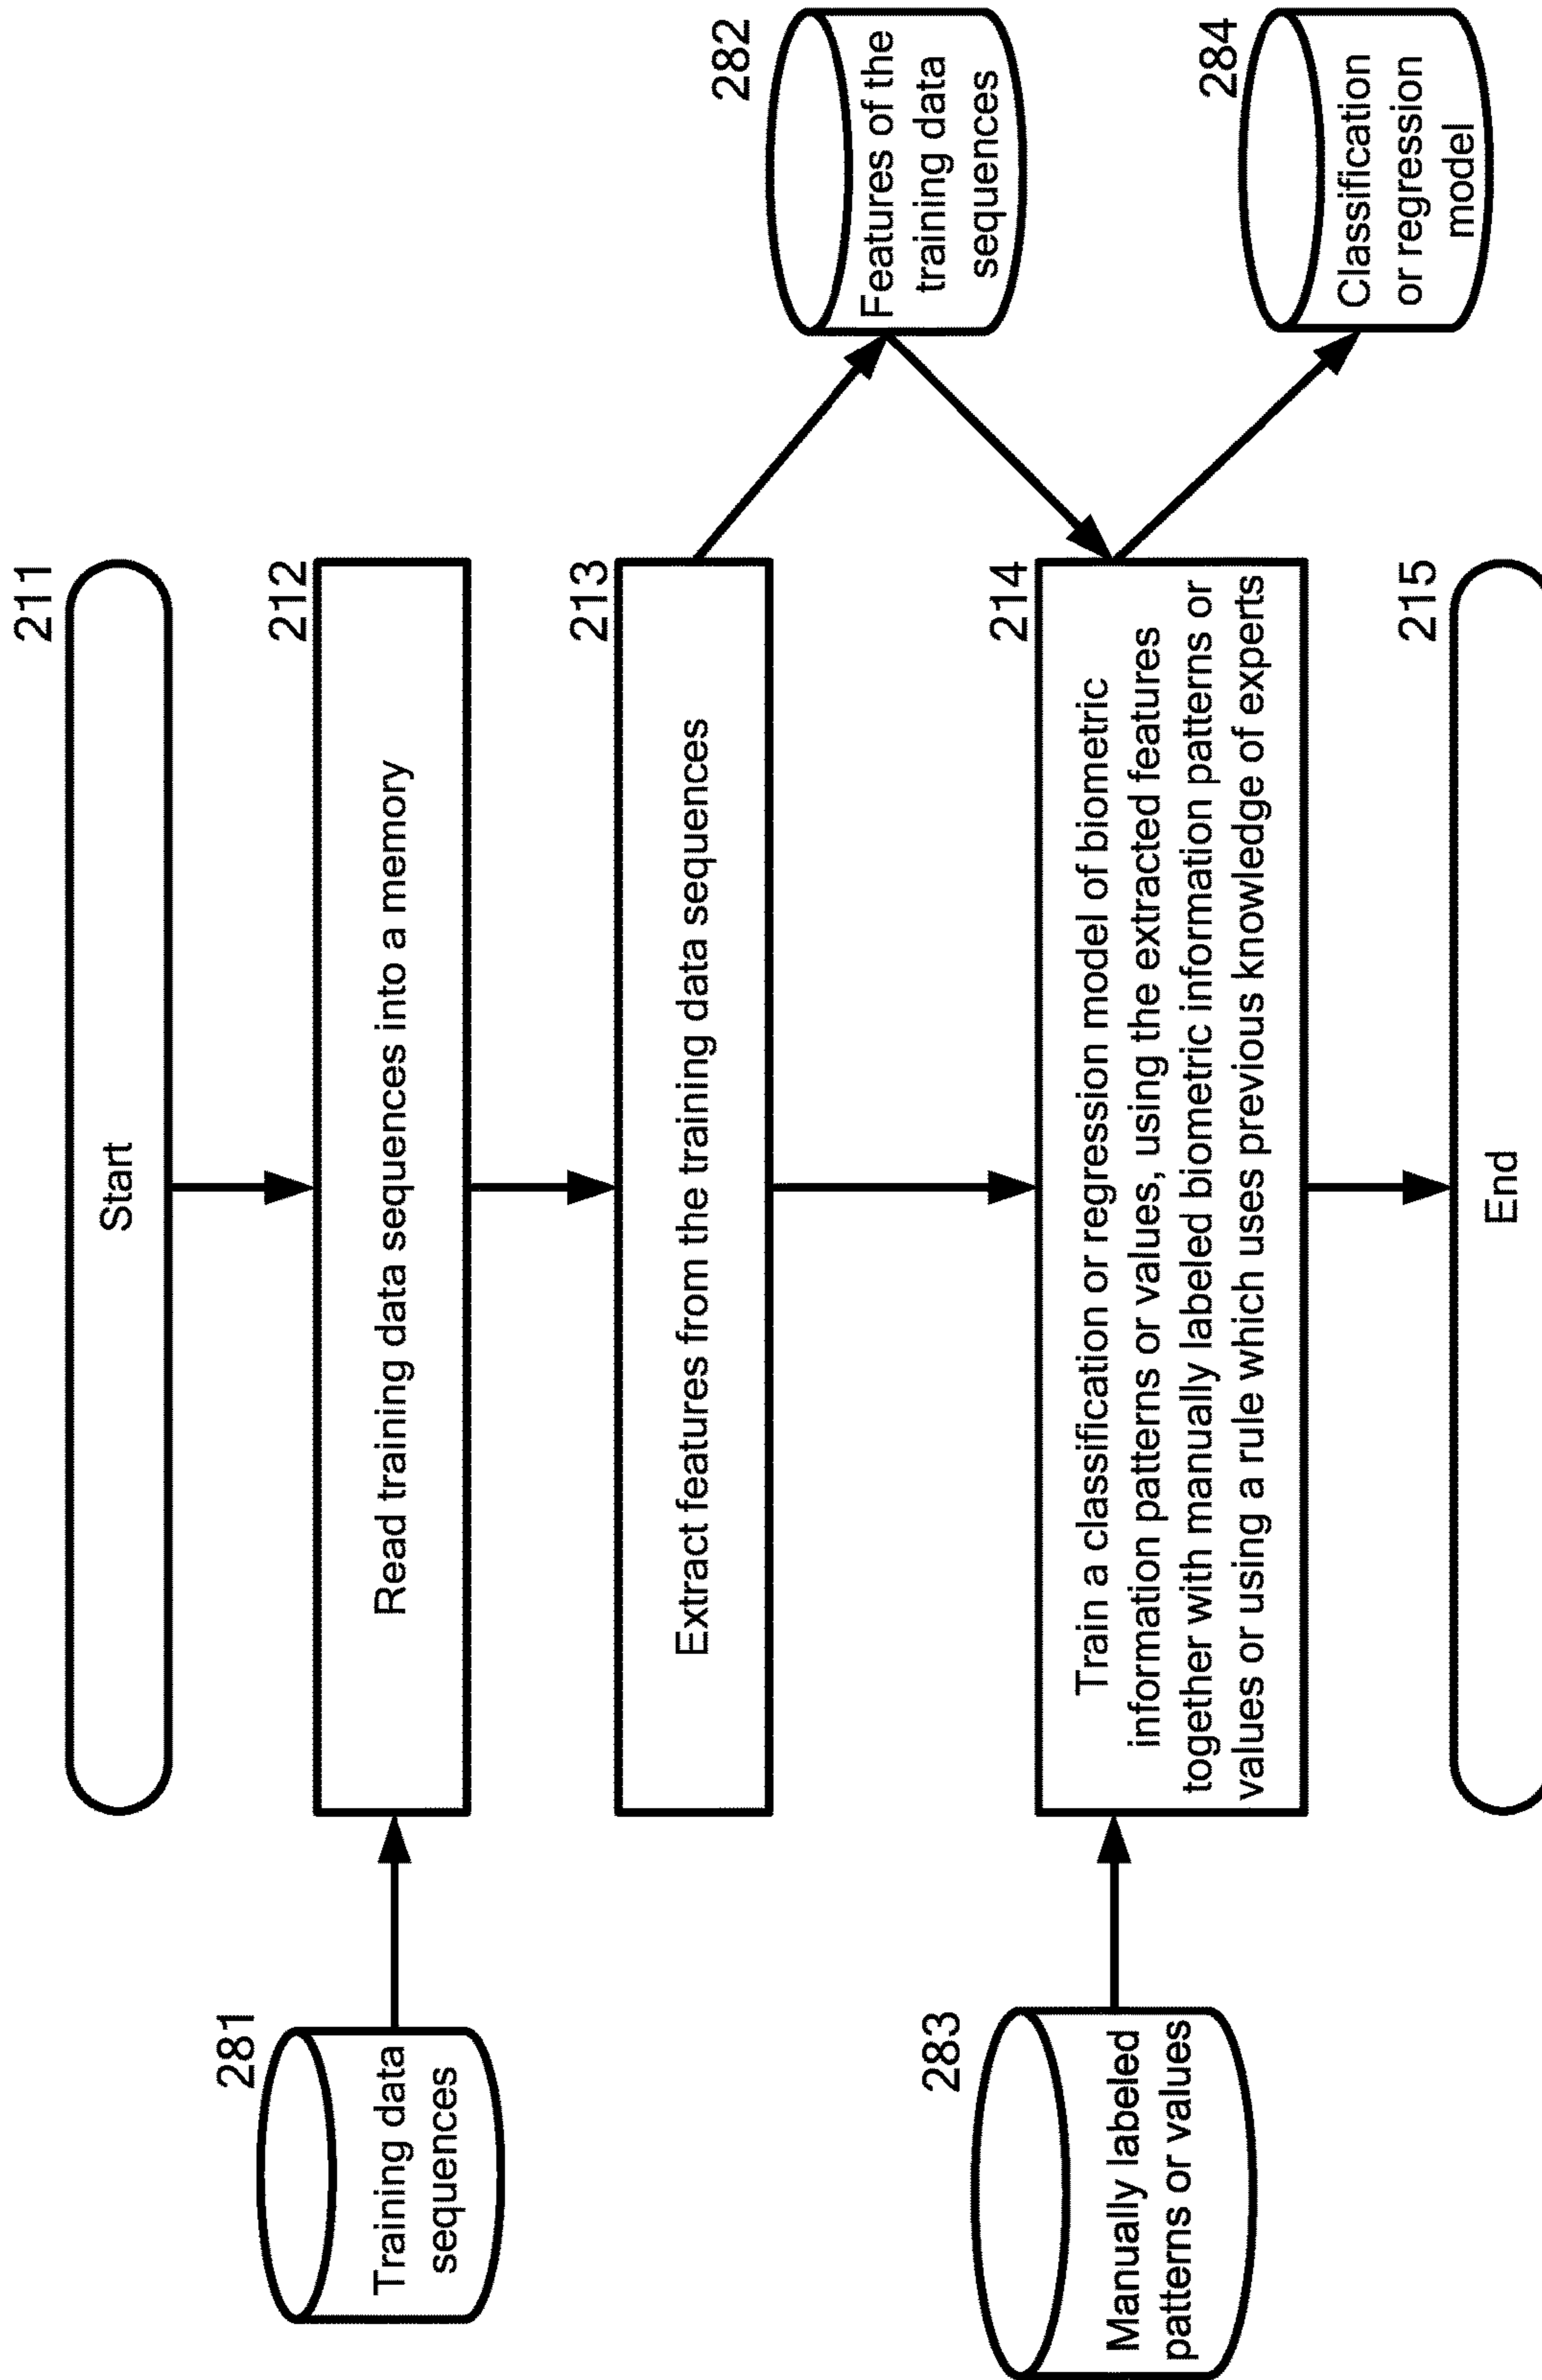 211
Start
212
Read training data sequences into a memory
281
Training data
sequences
213
Extract features from the training data sequences
282
Features of the
training data
sequences
214
Train a classification or regression model of biometric
information patterns or values, using the extracted features
together with manually labeled biometric information patterns or
values or using a rule which uses previous knowledge of experts
283
Manually labeled
patterns or values
284
Classification
or regression
model
215
End